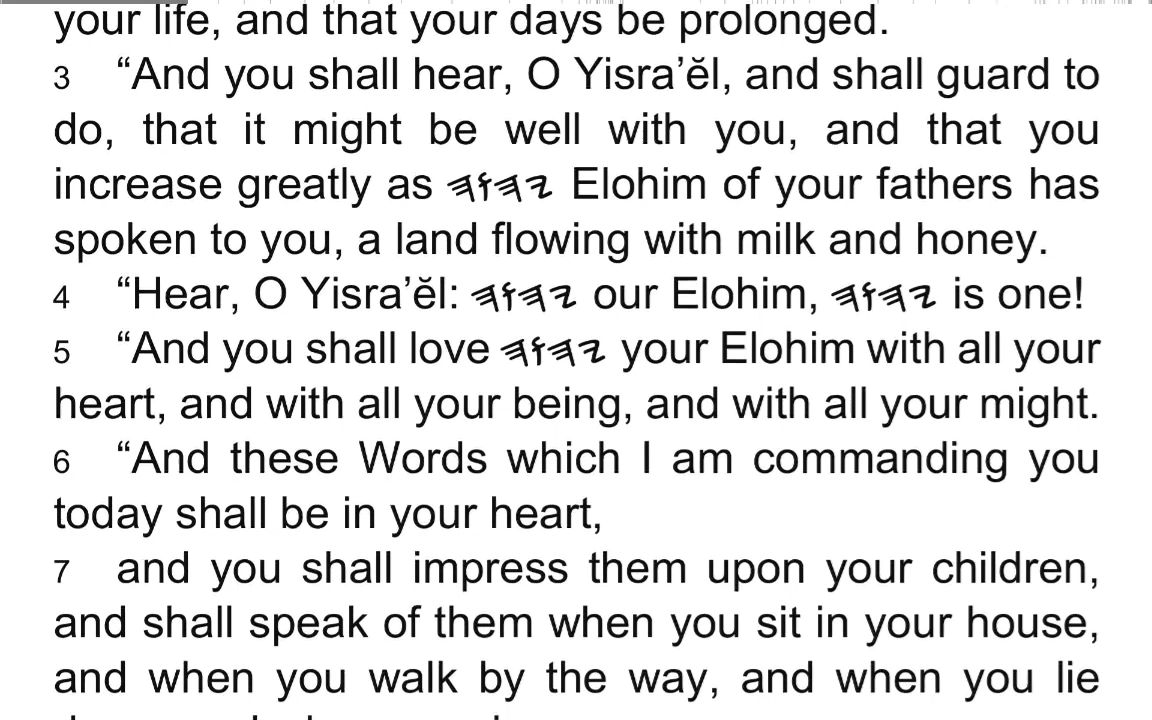 your life, and that your days be prolonged.
3 “And you shall hear, O Yisra’ĕl, and shall guard to
do, that it might be well with you, and that you
increase greatly as 𐤉𐤄𐤅𐤄 Elohim of your fathers has
spoken to you, a land flowing with milk and honey.
4 “Hear, O Yisra’ĕl: 𐤉𐤄𐤅𐤄 our Elohim, 𐤉𐤄𐤅𐤄 is one!
5 “And you shall love 𐤉𐤄𐤅𐤄 your Elohim with all your
heart, and with all your being, and with all your might.
6 “And these Words which I am commanding you
today shall be in your heart,
7 and you shall impress them upon your children,
and shall speak of them when you sit in your house,
and when you walk by the way, and when you lie